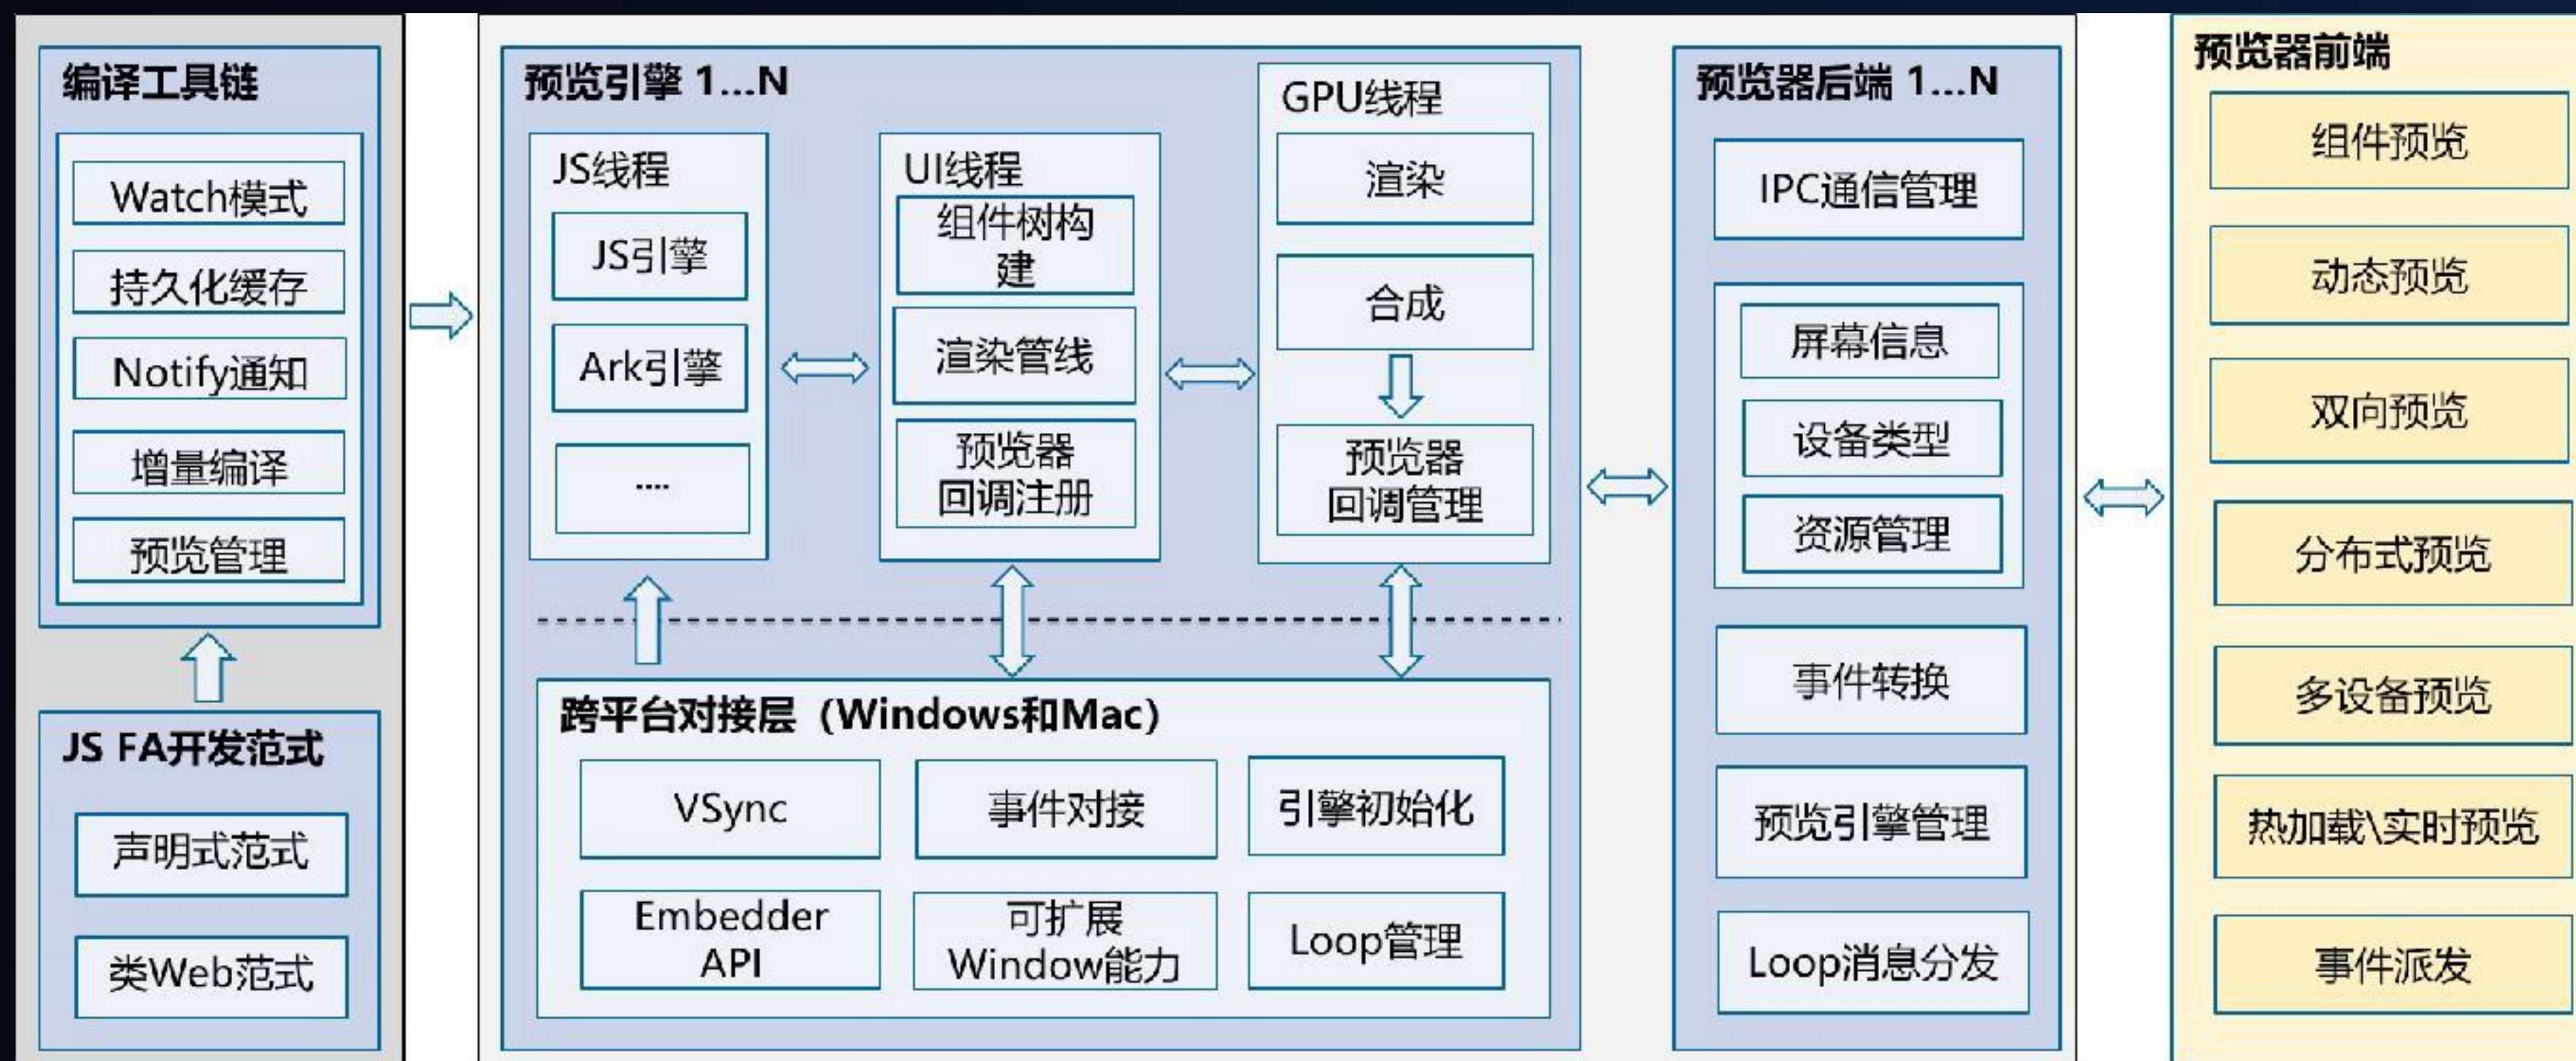 编译工具链
Watch模式
持久化缓存
Notify通知
增量编译
预览管理
JS FA开发范式
声明式范式
类Web范式
预览引擎 1...N
JS线程
JS引擎
Ark引擎
....
UI线程
组件树构
建
渲染管线
预览器
回调注册
GPU线程
渲染
合成
预览器
回调管理
跨平台对接层（Windows和Mac）
VSync
事件对接
引擎初始化
Embedder
API
可扩展
Window能力
Loop管理
预览器后端 1...N
IPC通信管理
屏幕信息
设备类型
资源管理
事件转换
预览引擎管理
Loop消息分发
预览器前端
组件预览
动态预览
双向预览
分布式预览
多设备预览
热加载\实时预览
事件派发